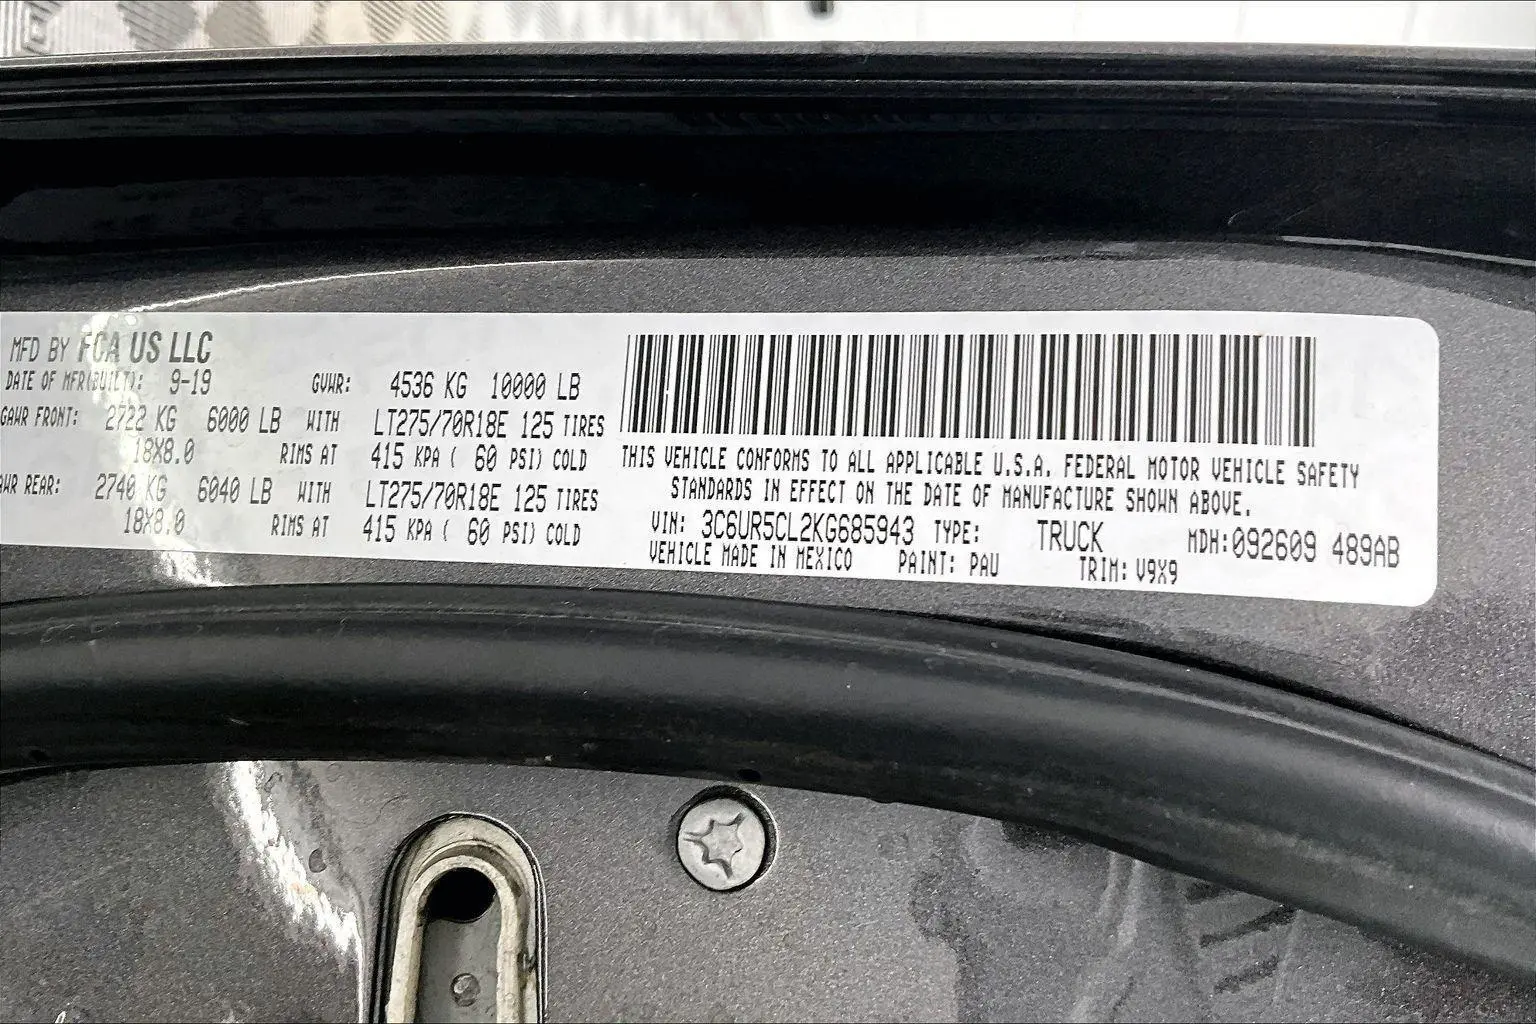 MFD BY FCA US LLC
DATE OF MFR(BUILT): 9-19 GVWR: 4536 KG 10000 LB
GAWR FRONT: 2722 KG 6000 LB WITH LT275/70R18E 125 TIRES
18X8.0 RIMS AT 415 KPA ( 60 PSI) COLD
AWR REAR: 2740 KG 6040 LB WITH LT275/70R18E 125 TIRES
18X8.0 RIMS AT 415 KPA ( 60 PSI) COLD
THIS VEHICLE CONFORMS TO ALL APPLICABLE U.S.A. FEDERAL MOTOR VEHICLE SAFETY
STANDARDS IN EFFECT ON THE DATE OF MANUFACTURE SHOWN ABOVE.
VIN: 3C6UR5CL2KG685943 TYPE: TRUCK MDH:092609 489AB
VEHICLE MADE IN MEXICO PAINT: PAU TRIM: V9X9